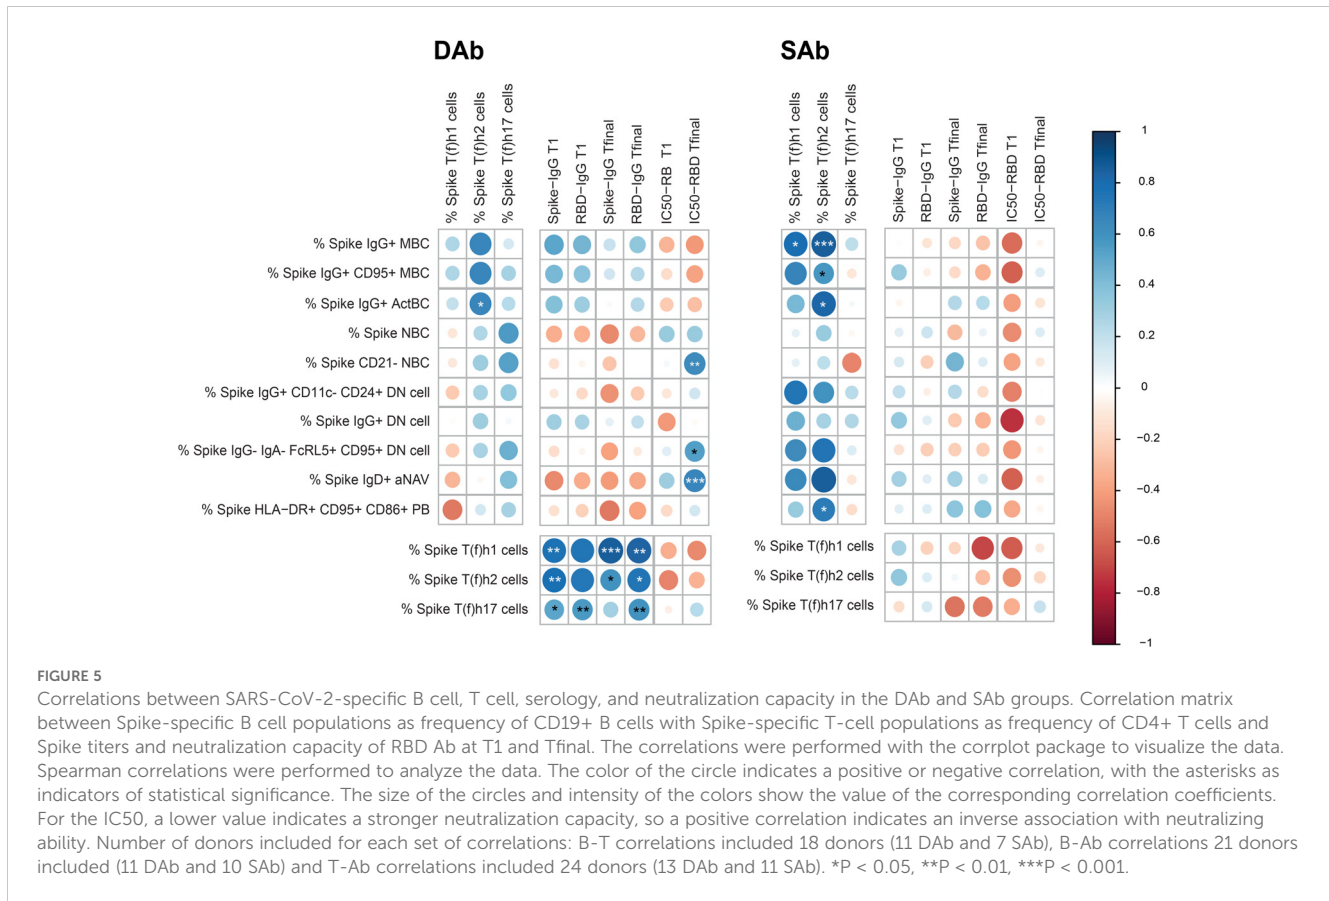 DAb
SAb
% Spike T(f)h1 cells
% Spike T(f)h2 cells
% Spike T(f)h17 cells
Spike−IgG T1
RBD−IgG T1
Spike−IgG Tfinal
RBD−IgG Tfinal
IC50−RB T1
IC50−RBD Tfinal
% Spike T(f)h1 cells
% Spike T(f)h2 cells
% Spike T(f)h17 cells
Spike−IgG T1
RBD−IgG T1
Spike−IgG Tfinal
RBD−IgG Tfinal
IC50−RBD T1
IC50−RBD Tfinal
% Spike IgG+ MBC * ***
% Spike IgG+ CD95+ MBC *
% Spike IgG+ ActBC * *
% Spike NBC
% Spike CD21- NBC **
% Spike IgG+ CD11c- CD24+ DN cell
% Spike IgG+ DN cell
% Spike IgG- IgA- FcRL5+ CD95+ DN cell *
% Spike IgD+ aNAV ***
% Spike HLA−DR+ CD95+ CD86+ PB *
% Spike T(f)h1 cells ** *** **
% Spike T(f)h2 cells ** * *
% Spike T(f)h17 cells * ** **
% Spike T(f)h1 cells
% Spike T(f)h2 cells
% Spike T(f)h17 cells
1
0.8
0.6
0.4
0.2
0
−0.2
−0.4
−0.6
−0.8
−1
FIGURE 5
Correlations between SARS-CoV-2-specific B cell, T cell, serology, and neutralization capacity in the DAb and SAb groups. Correlation matrix
between Spike-specific B cell populations as frequency of CD19+ B cells with Spike-specific T-cell populations as frequency of CD4+ T cells and
Spike titers and neutralization capacity of RBD Ab at T1 and Tfinal. The correlations were performed with the corrplot package to visualize the data.
Spearman correlations were performed to analyze the data. The color of the circle indicates a positive or negative correlation, with the asterisks as
indicators of statistical significance. The size of the circles and intensity of the colors show the value of the corresponding correlation coefficients.
For the IC50, a lower value indicates a stronger neutralization capacity, so a positive correlation indicates an inverse association with neutralizing
ability. Number of donors included for each set of correlations: B-T correlations included 18 donors (11 DAb and 7 SAb), B-Ab correlations 21 donors
included (11 DAb and 10 SAb) and T-Ab correlations included 24 donors (13 DAb and 11 SAb). *P < 0.05, **P < 0.01, ***P < 0.001.